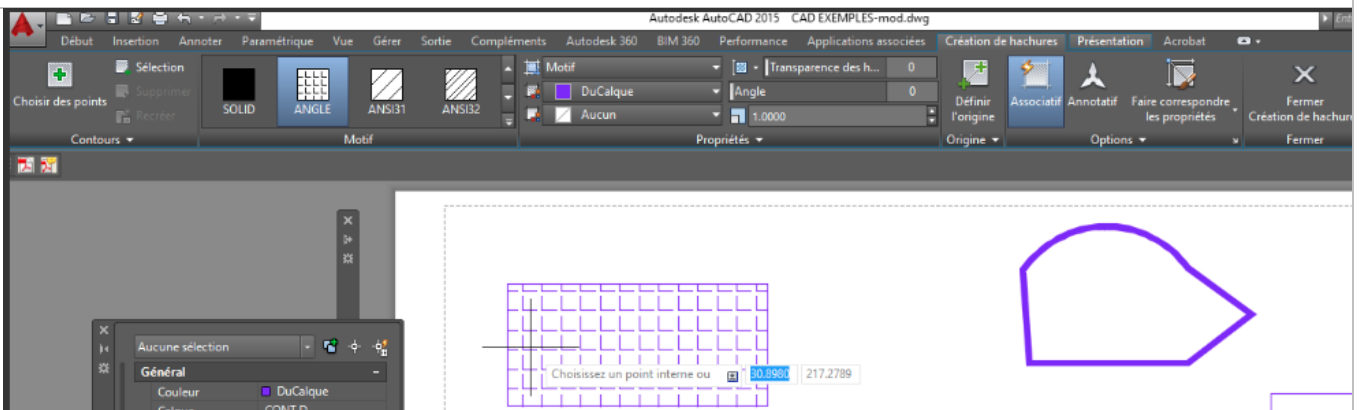 Autodesk AutoCAD 2015 CAD EXEMPLES-mod.dwg
Début Insertion Annoter Paramétrique Vue Gérer Sortie Compléments Autodesk 360 BIM 360 Performance Applications associées Création de hachures Présentation Acrobat
Choisir des points
Sélection
Supprimer
Recréer
Contours
SOLID
ANGLE
ANSI31
ANSI32
Motif
Motif
DuCalque
Aucun
Transparence des h... 0
Angle 0
1.0000
Propriétés
Définir
l'origine
Origine
Associatif
Annotatif
Faire correspondre
les propriétés
Options
Fermer
Création de hachur
Fermer
Choisissez un point interne ou 30.8980 217.2789
Aucune sélection
Général
Couleur DuCalque